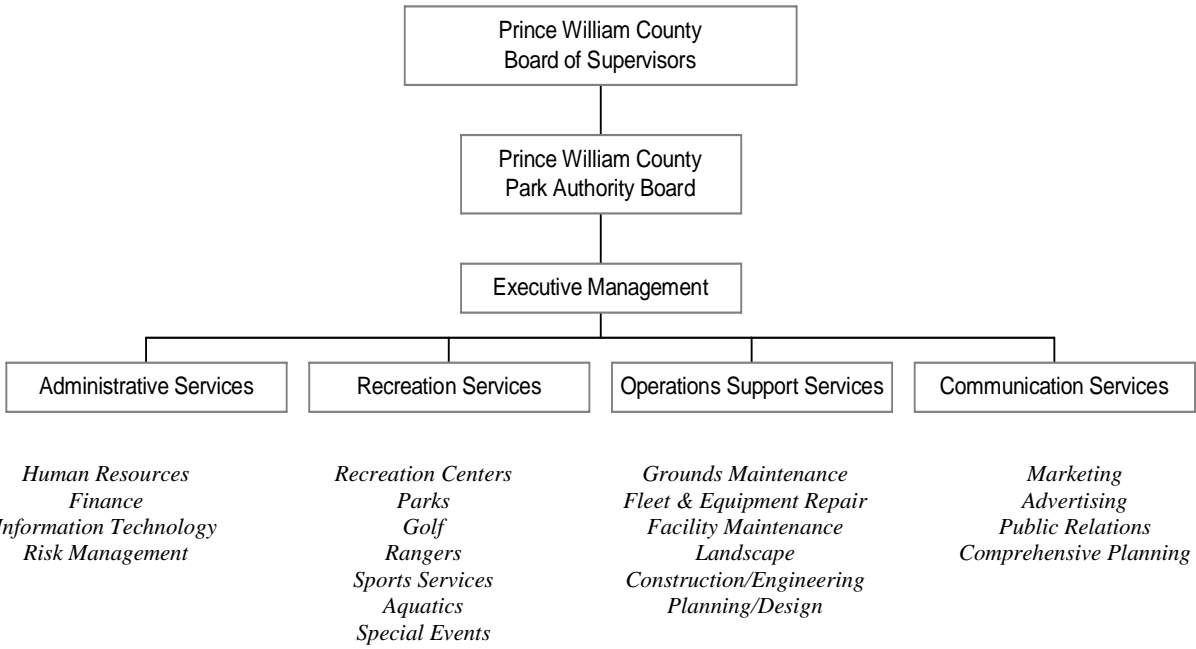 Prince William County
Board of Supervisors
Prince William County
Park Authority Board
Executive Management
Administrative Services
Recreation Services
Operations Support Services
Communication Services
Human Resources
Finance
Information Technology
Risk Management
Recreation Centers
Parks
Golf
Rangers
Sports Services
Aquatics
Special Events
Grounds Maintenance
Fleet & Equipment Repair
Facility Maintenance
Landscape
Construction/Engineering
Planning/Design
Marketing
Advertising
Public Relations
Comprehensive Planning